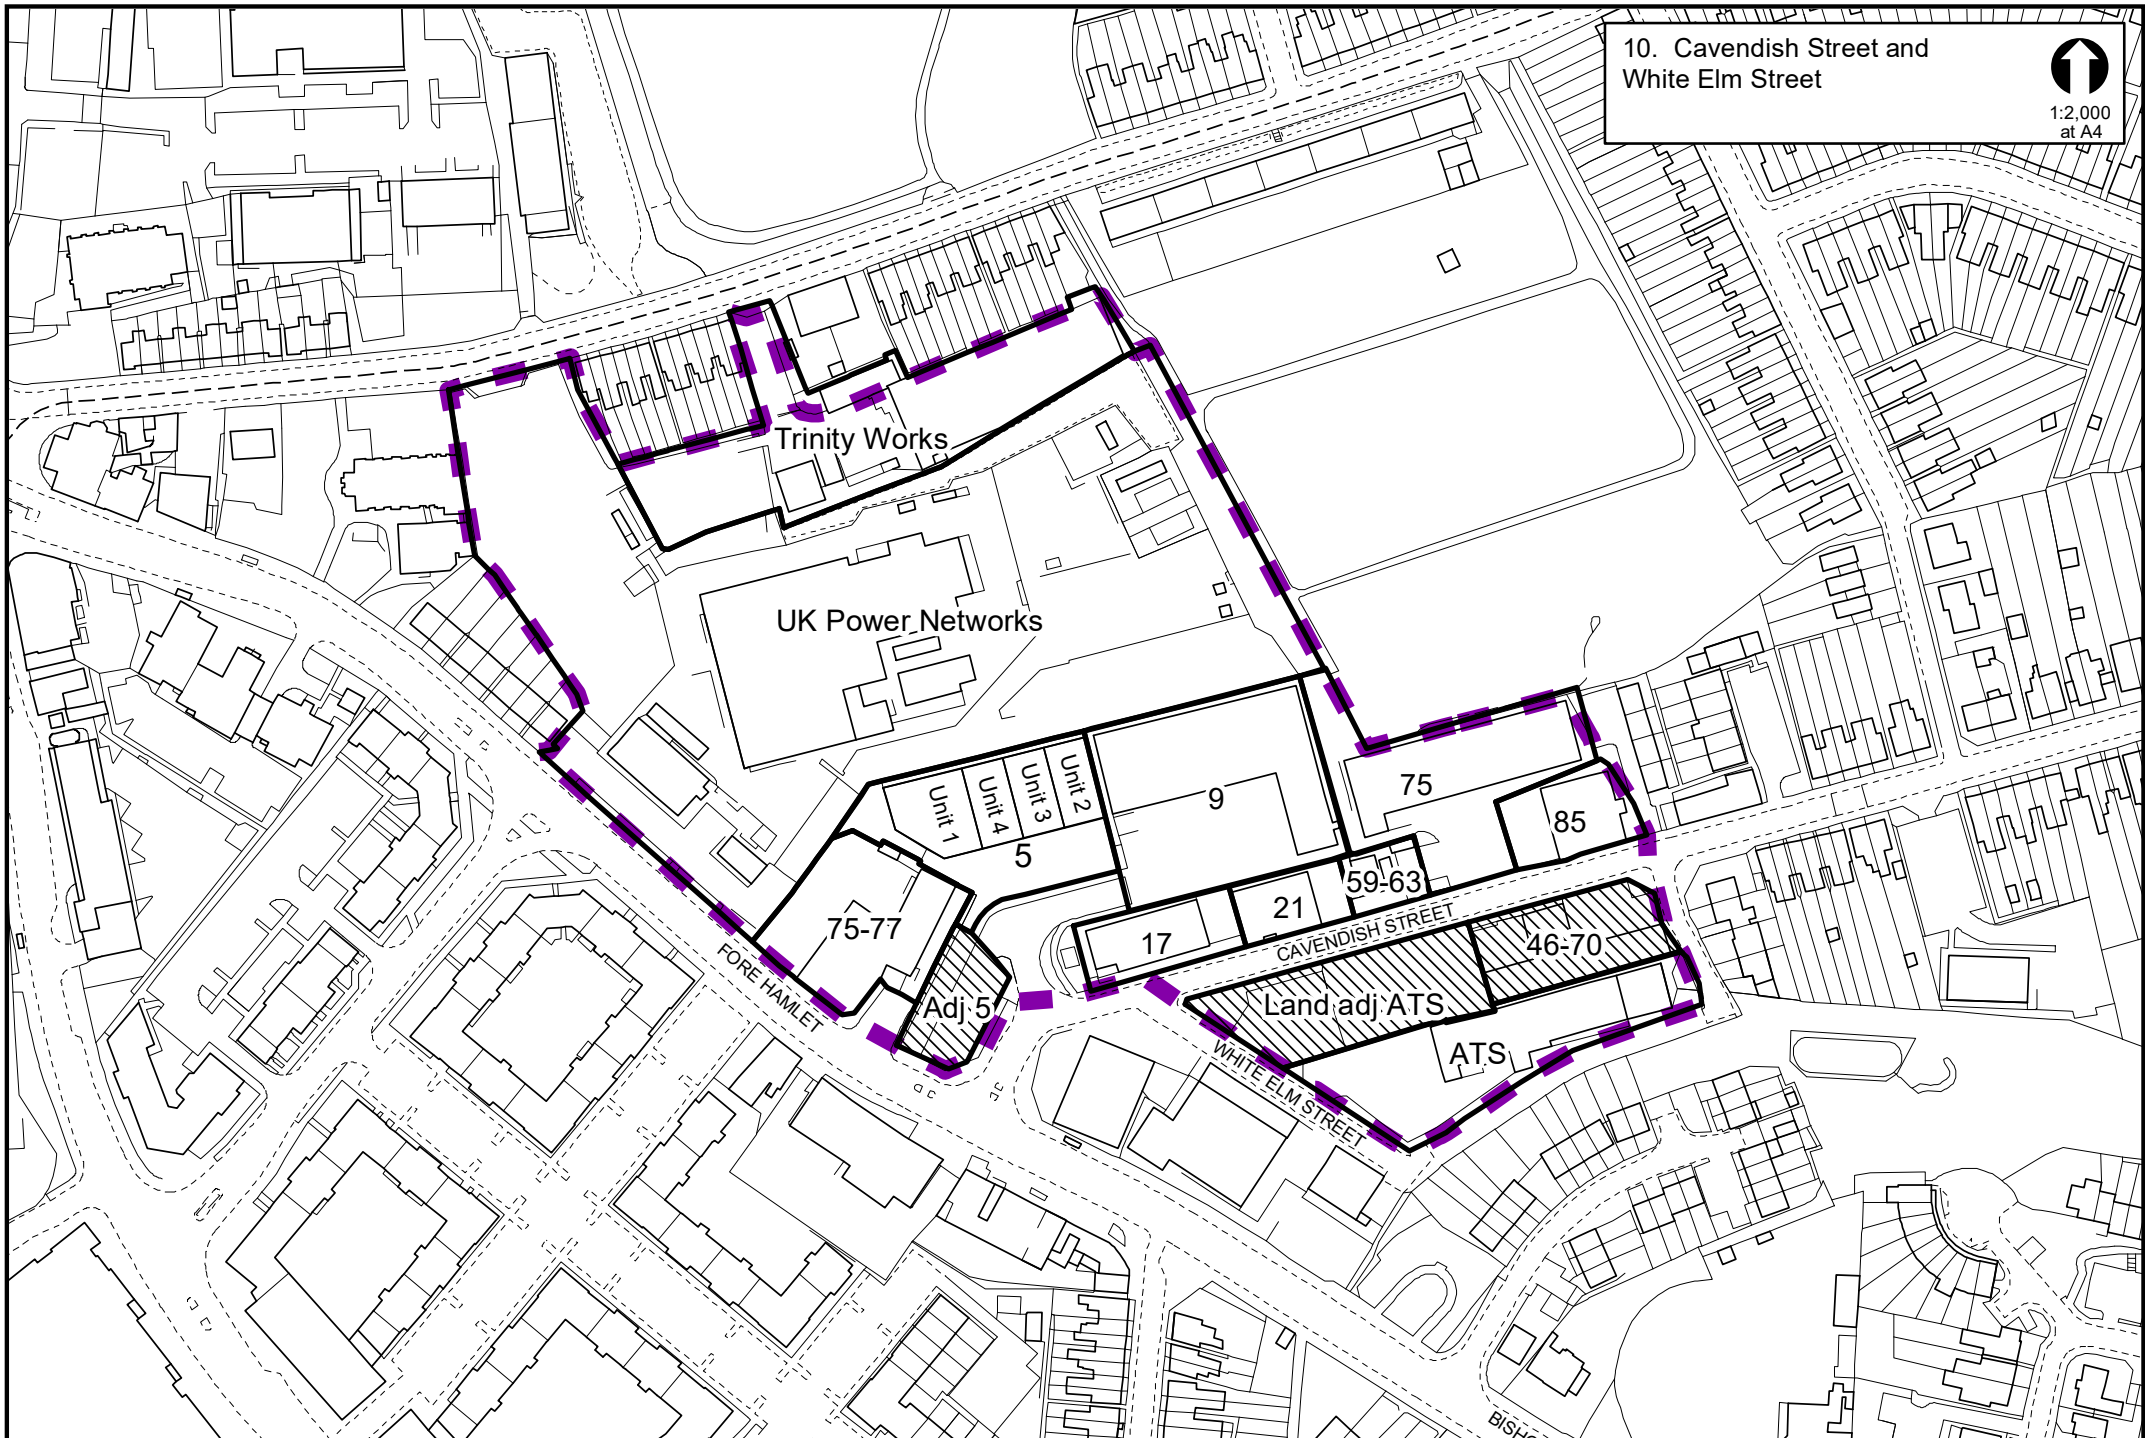 10. Cavendish Street and
White Elm Street
1:2,000
at A4
Trinity Works
UK Power Networks
Unit 1
Unit 4
Unit 3
Unit 2
5
9
75
85
59-63
21
17
CAVENDISH STREET
75-77
FORE HAMLET
Adj 5
46-70
Land adj ATS
ATS
WHITE ELM STREET